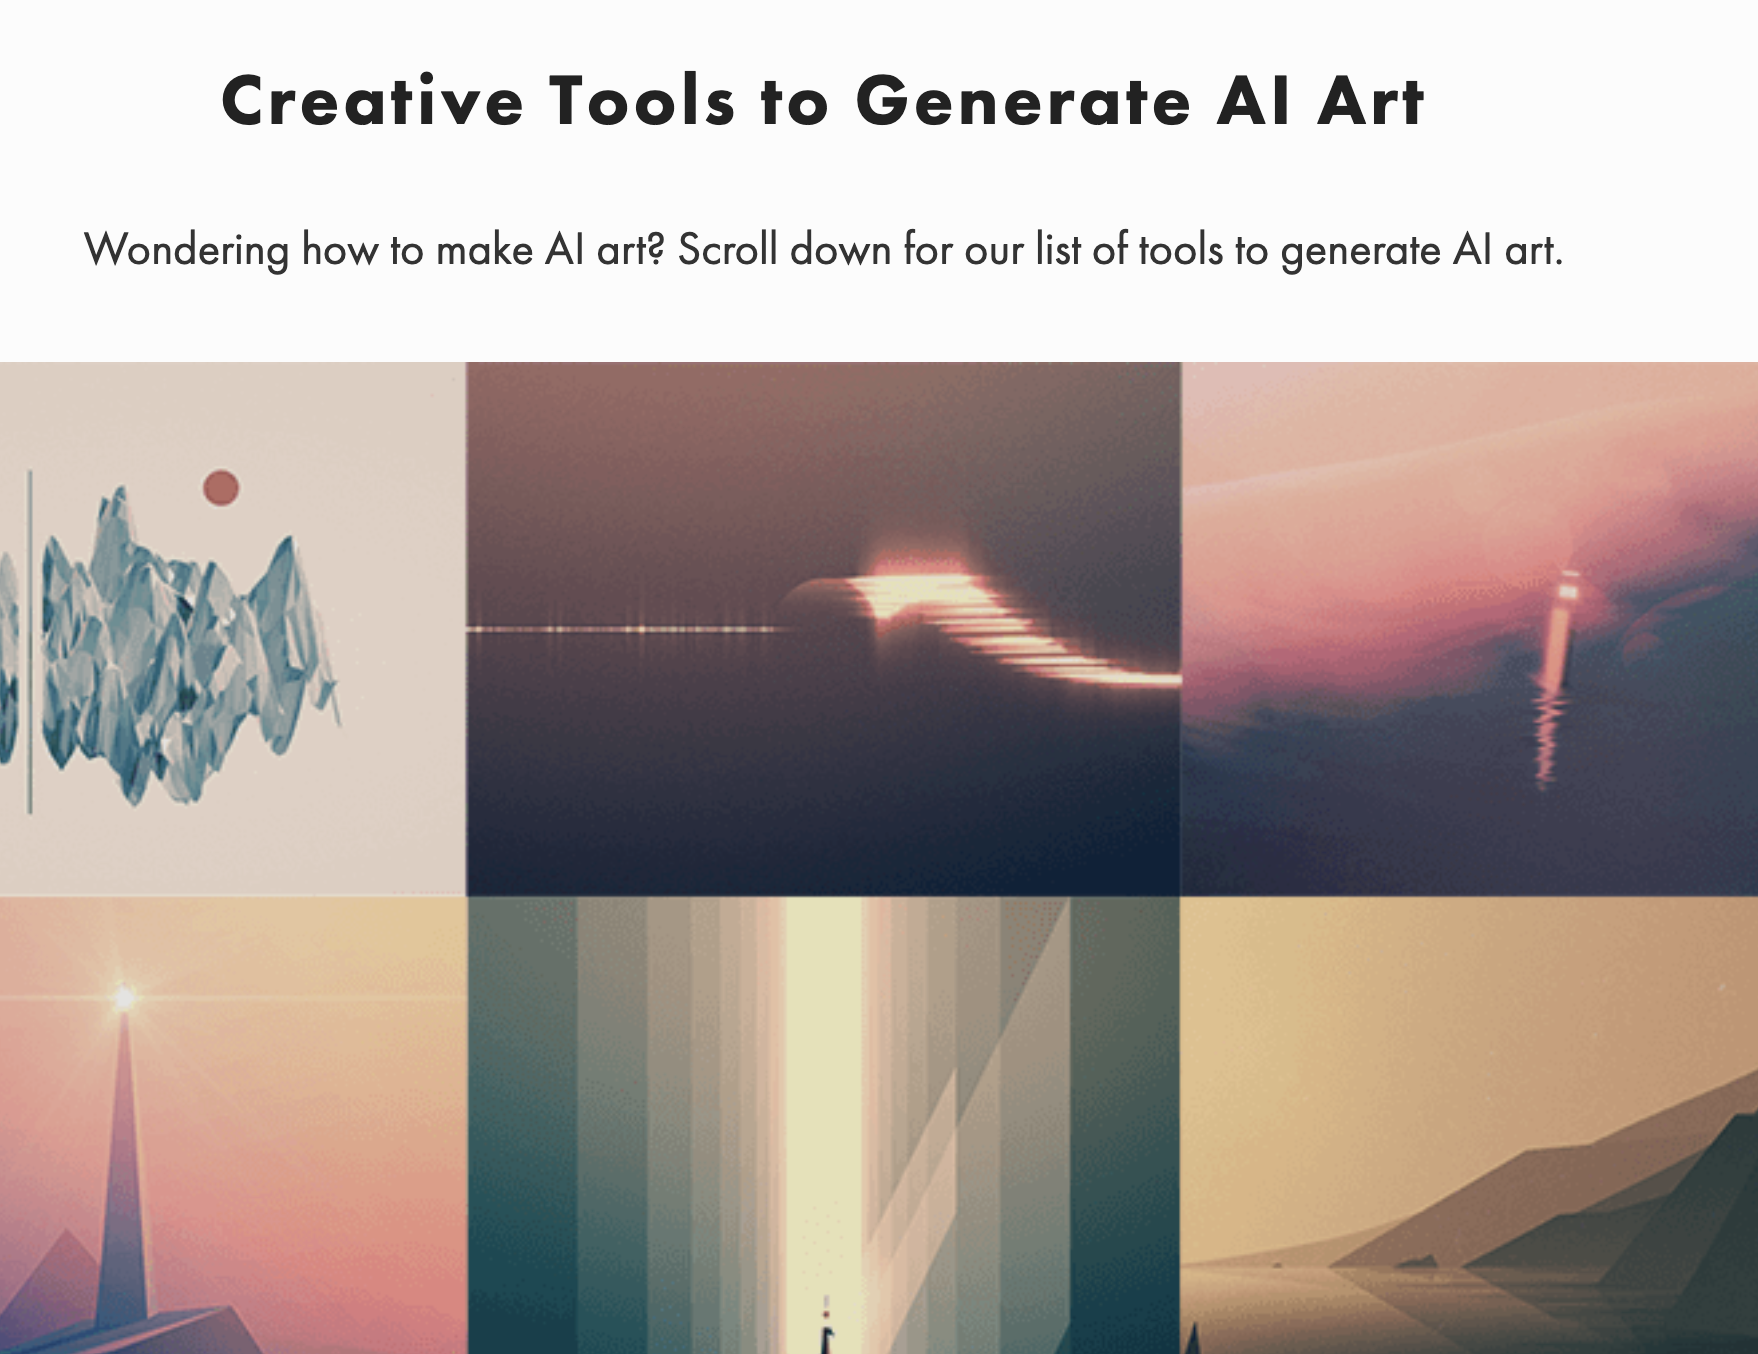 Creative Tools to Generate AI Art
Wondering how to make AI art? Scroll down for our list of tools to generate AI art.